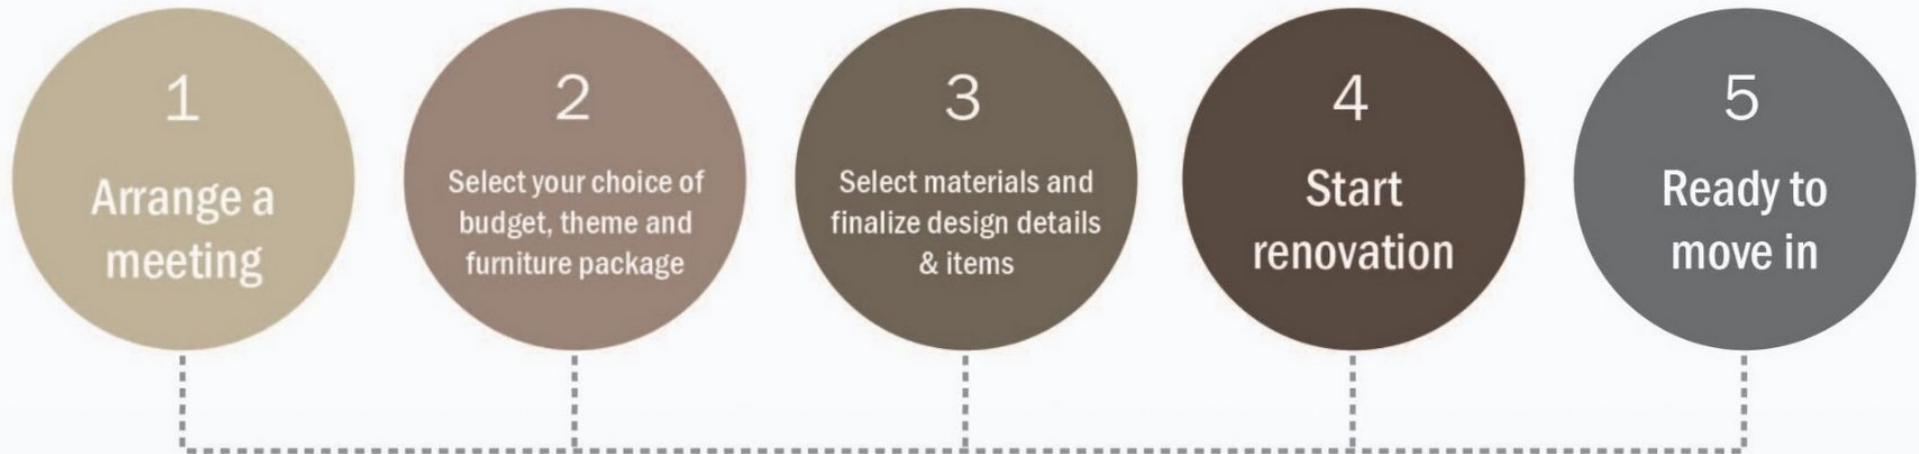 1
Arrange a
meeting
2
Select your choice of
budget, theme and
furniture package
3
Select materials and
finalize design details
& items
4
Start
renovation
5
Ready to
move in